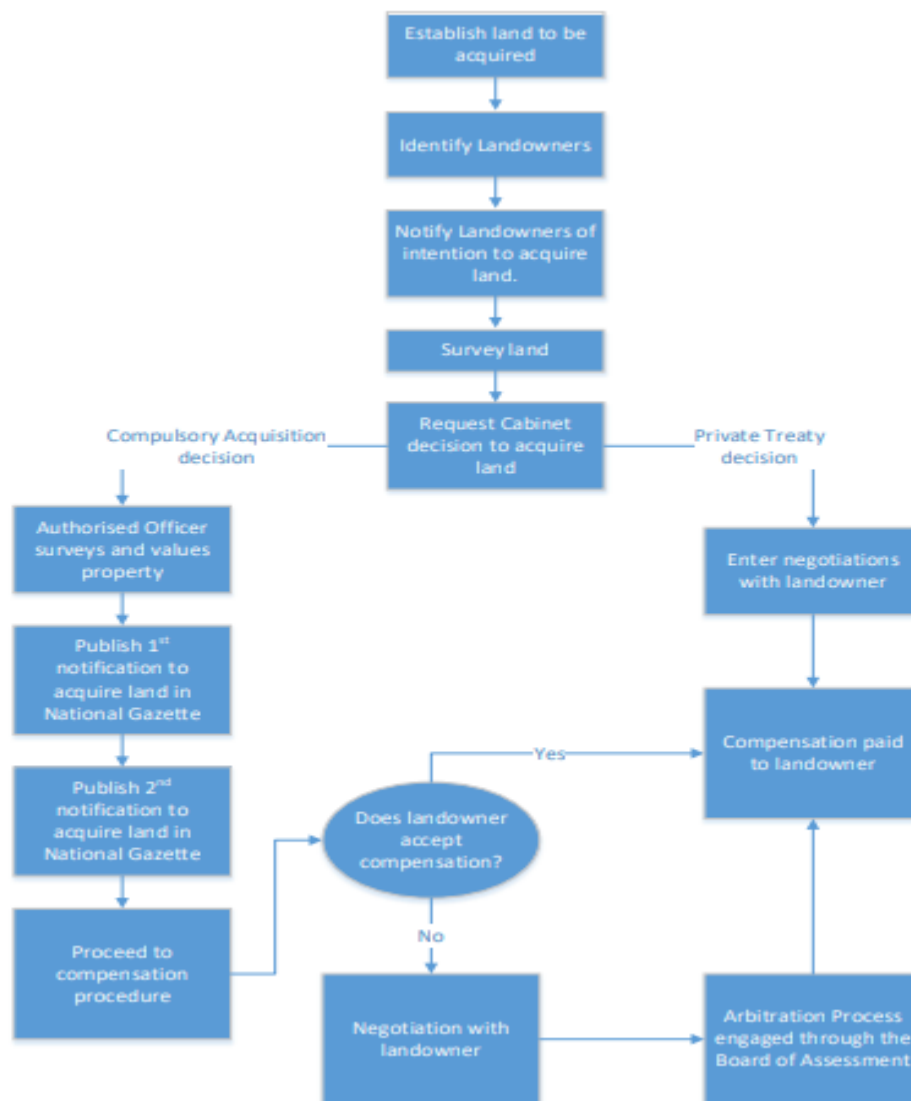 Establish land to be
acquired
Identify Landowners
Notify Landowners of
intention to acquire
land.
Survey land
Request Cabinet
decision to acquire
land
Compulsory Acquisition
decision
Private Treaty
decision
Authorised Officer
surveys and values
property
Enter negotiations
with landowner
Publish 1st
notification to
acquire land in
National Gazette
Compensation paid
to landowner
Yes
Publish 2nd
notification to
acquire land in
National Gazette
Does landowner
accept
compensation?
No
Proceed to
compensation
procedure
Negotiation with
landowner
Arbitration Process
engaged through the
Board of Assessment